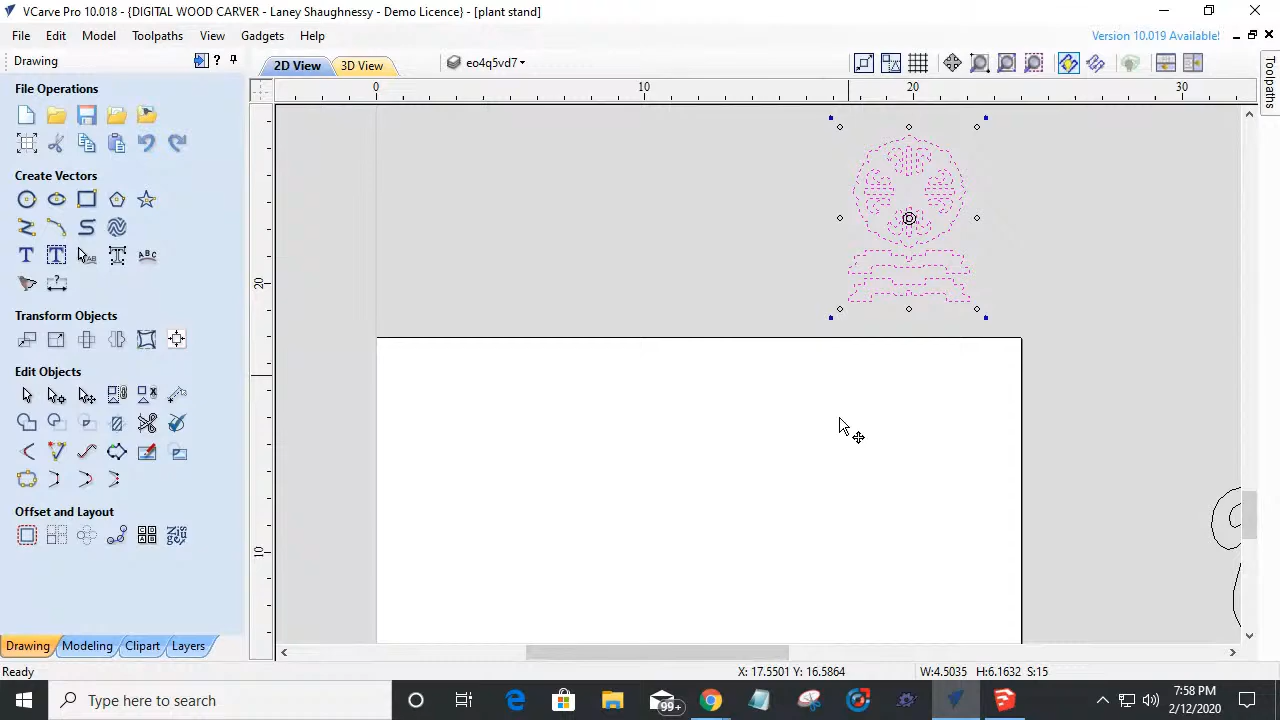 VCarve Pro 10.018 - {DIGITAL WOOD CARVER - Laney Shaughnessy - Demo Licence} - [plant stand]
File Edit Model Toolpaths View Gadgets Help
Version 10.019 Available!
Drawing
2D View 3D View eo4q5vd7
Toolpaths
File Operations
0 10 20 30
Create Vectors
20
Transform Objects
Edit Objects
Offset and Layout
10
Drawing Modeling Clipart Layers
Ready
X: 17.5501 Y: 16.5864
W:4.5035 H:6.1632 S:15
Type here to search
99+
7:58 PM
2/12/2020